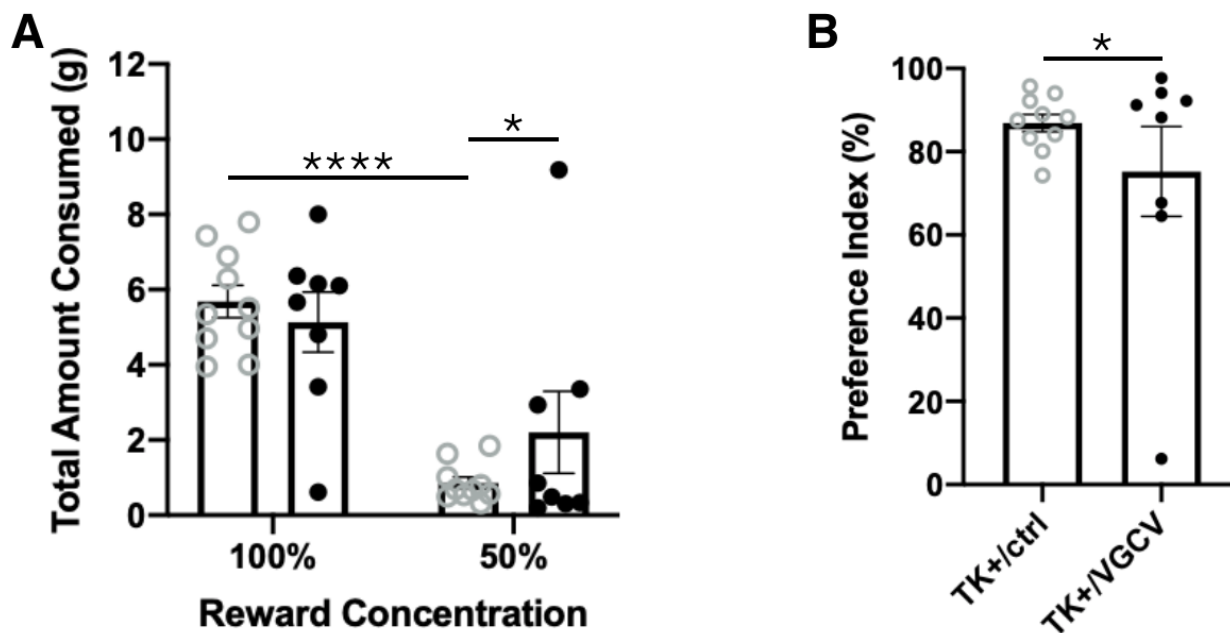 A
Total Amount Consumed (g)
12
10
8
6
4
2
0
****
*
100%
50%
Reward Concentration
B
Preference Index (%)
100
80
60
40
20
0
*
TK+/ctrl
TK+/VGCV